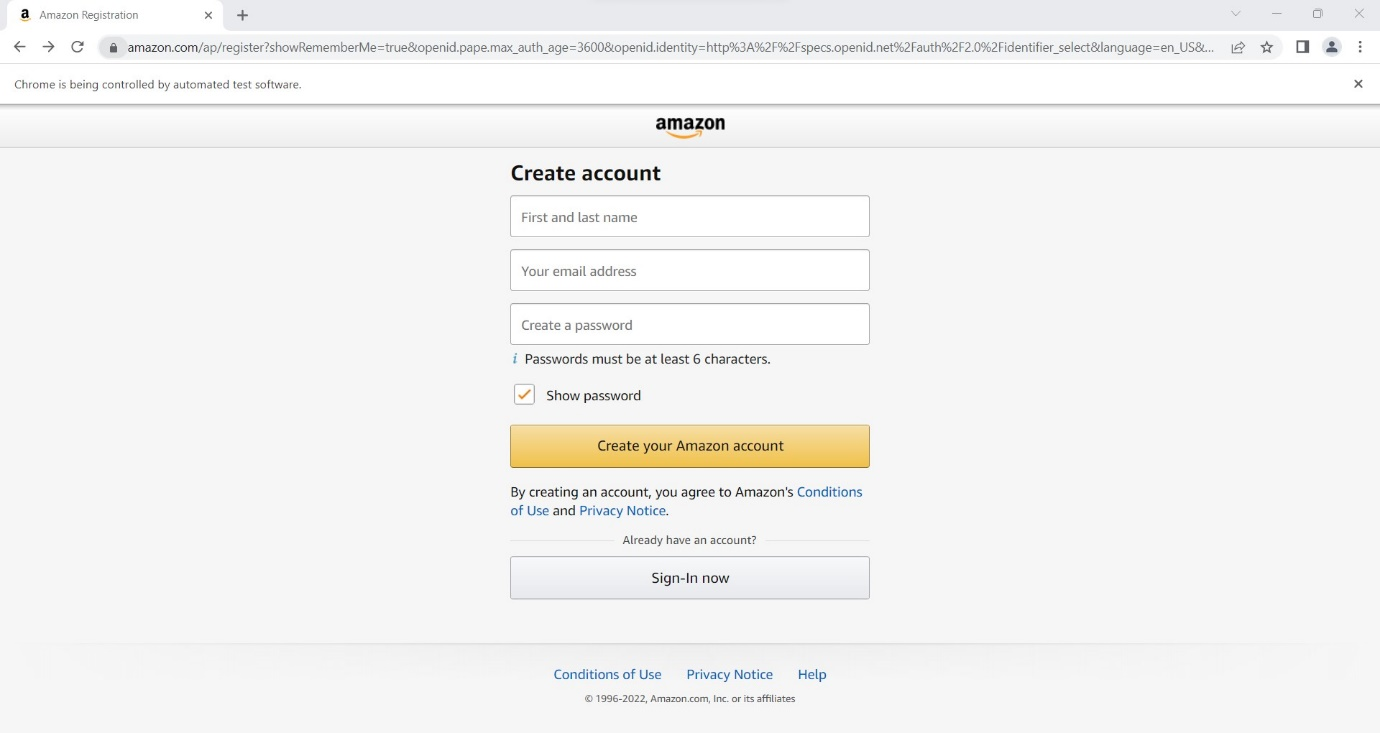 Amazon Registration
amazon.com/ap/register?showRememberMe=true&openid.pape.max_auth_age=3600&openid.identity=http%3A%2F%2Fspecs.openid.net%2Fauth%2F2.0%2Fidentifier_select&language=en_US&...
Chrome is being controlled by automated test software.
amazon
Create account
First and last name
Your email address
Create a password
i Passwords must be at least 6 characters.
Show password
Create your Amazon account
By creating an account, you agree to Amazon's Conditions
of Use and Privacy Notice.
Already have an account?
Sign-In now
Conditions of Use Privacy Notice Help
© 1996-2022, Amazon.com, Inc. or its affiliates